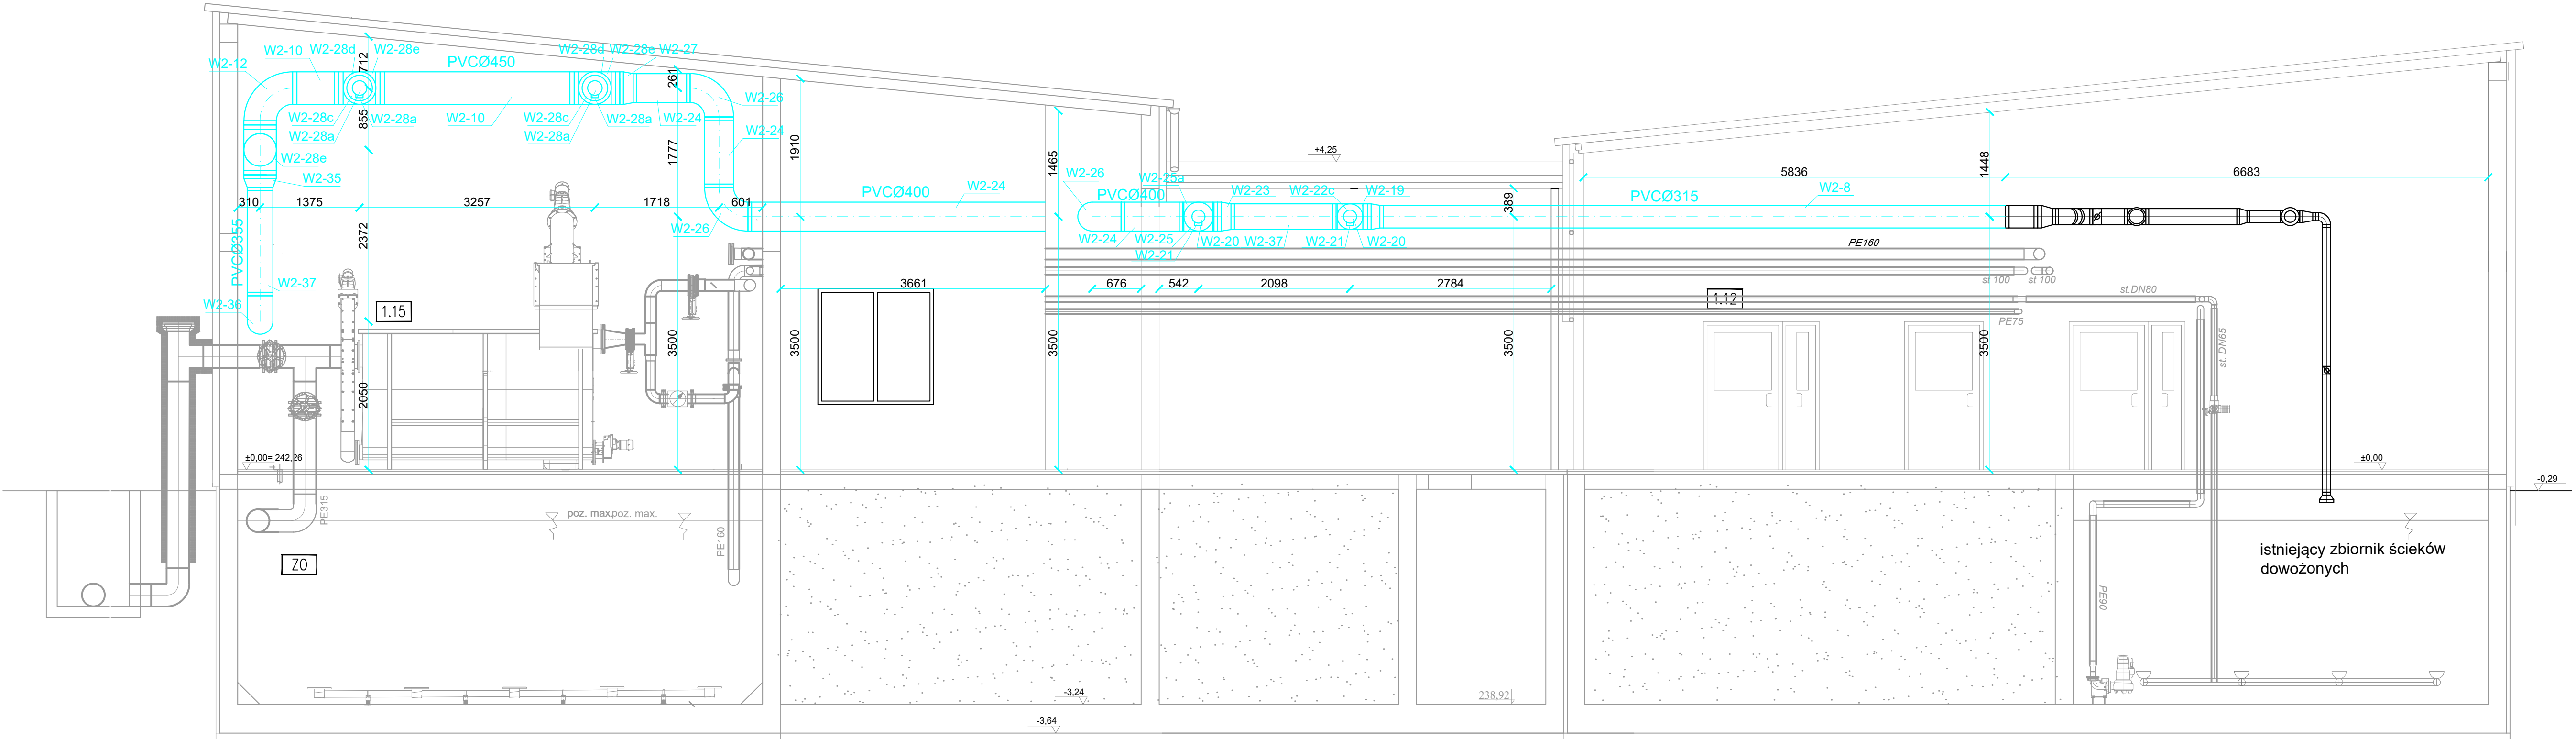 W2-10
W2-28d
W2-28e
W2-12
712
PVCØ450
W2-28d
W2-28e
W2-27
261
W2-26
W2-28c
W2-28a
855
W2-28a
W2-10
W2-28c
W2-28a
W2-28a
W2-24
W2-24
W2-28e
W2-35
1777
1910
1465
+4,25
1448
310
1375
3257
1718
601
W2-26
PVCØ400
W2-24
W2-26
W2-25a
PVCØ400
W2-23
W2-22c
W2-19
389
5836
PVCØ315
W2-8
6683
PVCØ355
2372
W2-24
W2-25
W2-20
W2-37
W2-21
W2-20
W2-21
PE160
W2-37
W2-36
3661
676
542
2098
2784
st 100
st 100
st.DN80
1.15
1.12
PE75
3500
3500
3500
3500
3500
st. DN65
2050
±0,00= 242,26
±0,00
-0,29
PE315
poz. max.
poz. max.
PE160
ZO
istniejący zbiornik ścieków
dowożonych
PE90
-3,24
238,92
-3,64